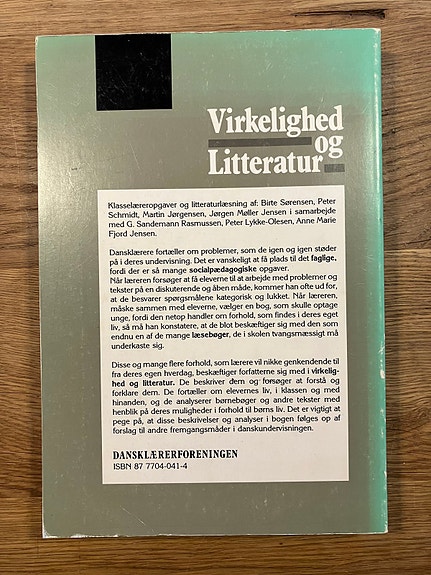 Virkelighed
og
Litteratur
Klasselæreropgaver og litteraturlæsning af: Birte Sørensen, Peter
Schmidt, Martin Jørgensen, Jørgen Møller Jensen i samarbejde
med G. Sandemann Rasmussen, Peter Lykke-Olesen, Anne Marie
Fjord Jensen.
Dansklærere fortæller om problemer, som de igen og igen støder
på i deres undervisning. Det er vanskeligt at få plads til det faglige,
fordi der er så mange socialpædagogiske opgaver.
Når læreren forsøger at få eleverne til at arbejde med problemer og
tekster på en diskuterende og åben måde, kommer han ofte ud for,
at de besvarer spørgsmålene kategorisk og lukket. Når læreren,
måske sammen med eleverne, vælger en bog, som skulle optage
unge, fordi den netop handler om forhold, som findes i deres eget
liv, så må han konstatere, at de blot beskæftiger sig med den som
endnu en af de mange læsebøger, de i skolen tvangsmæssigt må
underkaste sig.
Disse og mange flere forhold, som lærere vil nikke genkendende til
fra deres egen hverdag, beskæftiger forfatterne sig med i virkelig-
hed og litteratur. De beskriver dem og forsøger at forstå og
forklare dem. De fortæller om elevernes liv, i klassen og med
hinanden, og de analyserer børnebøger og andre tekster med
henblik på deres muligheder i forhold til børns liv. Det er vigtigt at
pege på, at disse beskrivelser og analyser i bogen følges op af
forslag til andre fremgangsmåder i danskundervisningen.
DANSKLÆRERFORENINGEN
ISBN 87 7704-041-4